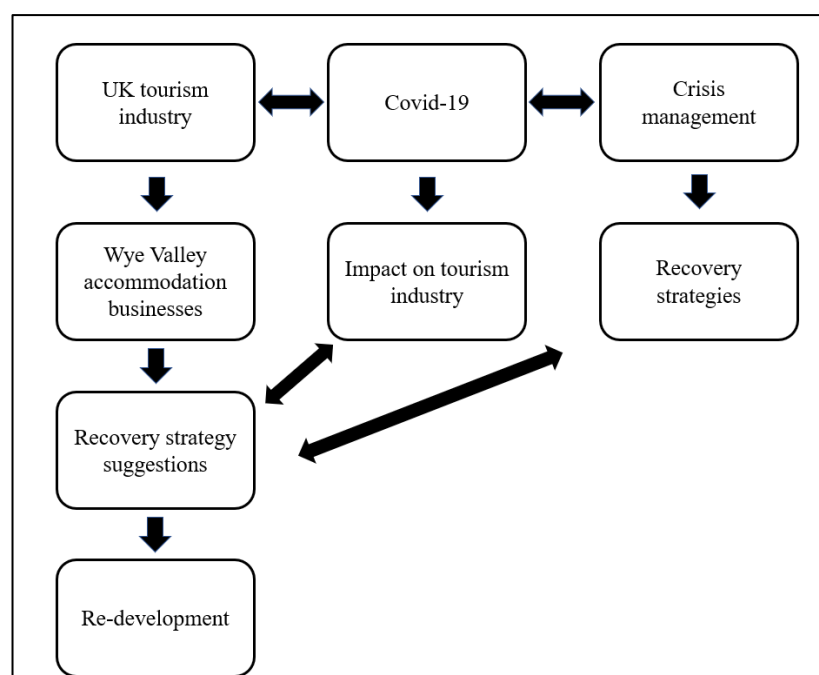 UK tourism
industry
Covid-19
Crisis
management
Wye Valley
accommodation
businesses
Impact on tourism
industry
Recovery
strategies
Recovery strategy
suggestions
Re-development